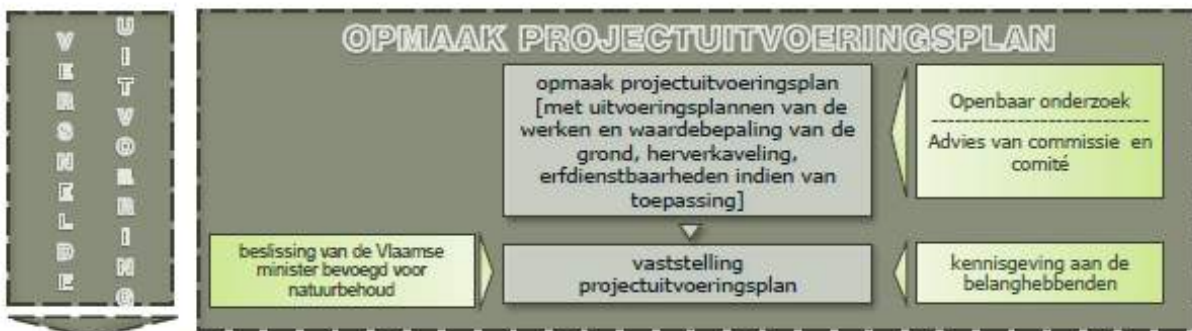 VERSNELDE
UITVOERING
OPMAAK PROJECTUITVOERINGSPLAN
opmaak projectuitvoeringsplan
[met uitvoeringsplannen van de
werken en waardebepaling van de
grond, herverkaveling,
erfdienstbaarheden indien van
toepassing]
Openbaar onderzoek
Advies van commissie en
comité
beslissing van de Vlaamse
minister bevoegd voor
natuurbehoud
vaststelling
projectuitvoeringsplan
kennisgeving aan de
belanghebbenden